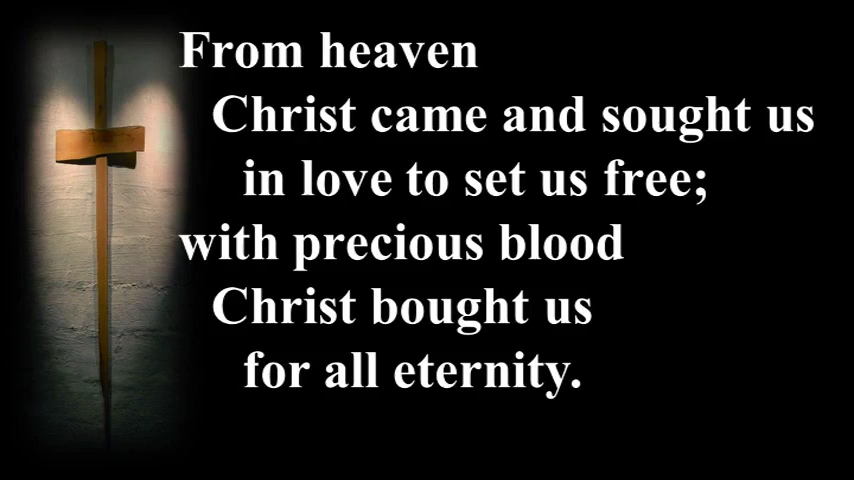 From heaven
Christ came and sought us
in love to set us free;
with precious blood
Christ bought us
for all eternity.